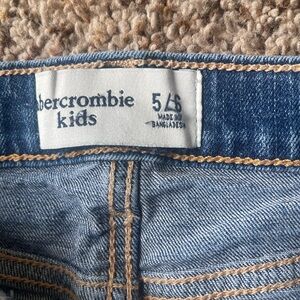 abercrombie
kids
5/6
MADE IN
BANGLADESH